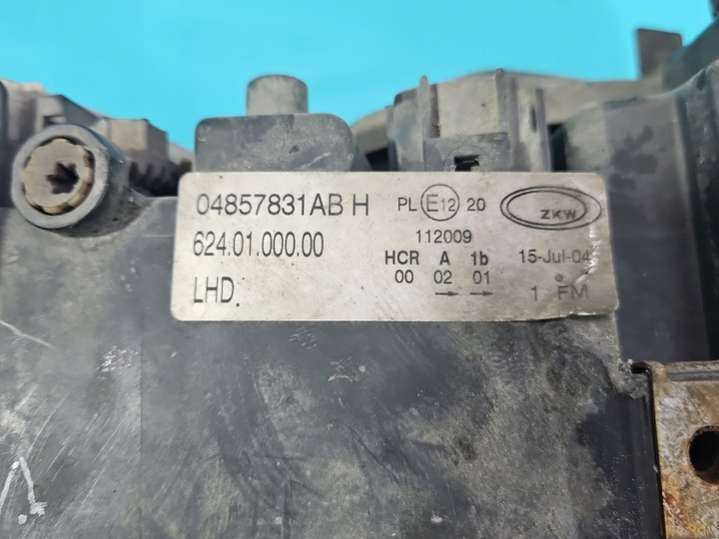 04857831AB H
624.01.000.00
LHD.
PL E12 20
112009
HCR A 1b
00 02 01
→ →
ZKW
15-Jul-04
1 FM